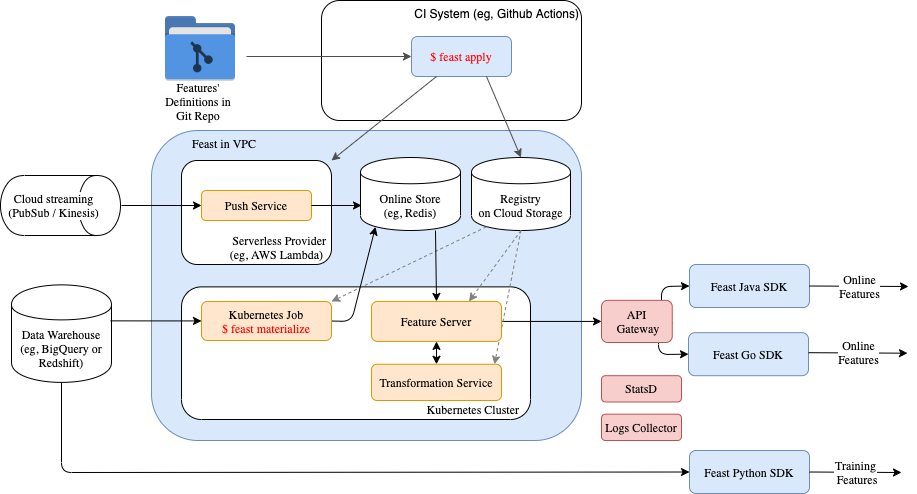 CI System (eg, Github Actions)
$ feast apply
Features'
Definitions in
Git Repo
Feast in VPC
Cloud streaming
(PubSub / Kinesis)
Push Service
Serverless Provider
(eg, AWS Lambda)
Online Store
(eg, Redis)
Registry
on Cloud Storage
Data Warehouse
(eg, BigQuery or
Redshift)
Kubernetes Job
$ feast materialize
Feature Server
Transformation Service
Kubernetes Cluster
API
Gateway
StatsD
Logs Collector
Feast Java SDK
Online
Features
Feast Go SDK
Online
Features
Feast Python SDK
Training
Features